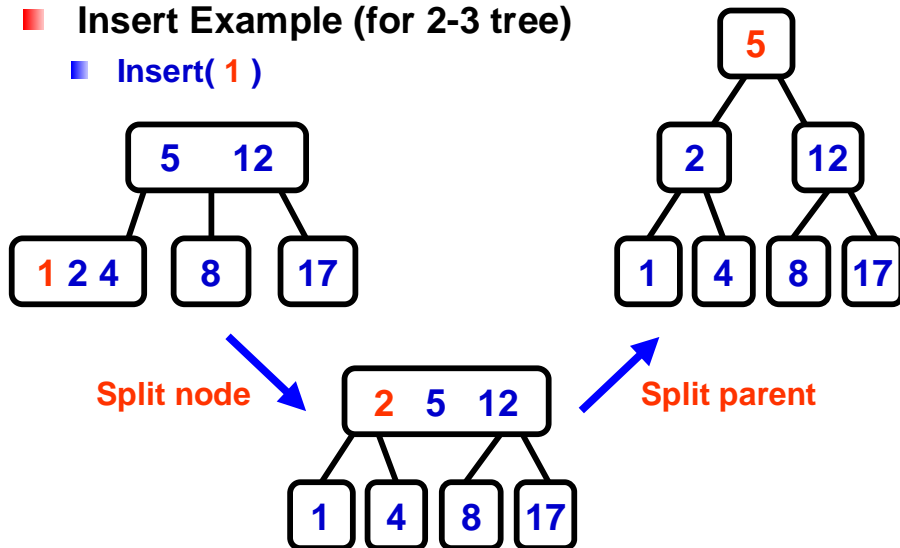 Insert Example (for 2-3 tree)
Insert( 1 )
5 12
1 2 4
8
17
Split node
2 5 12
1
4
8
17
Split parent
5
2
12
1
4
8
17